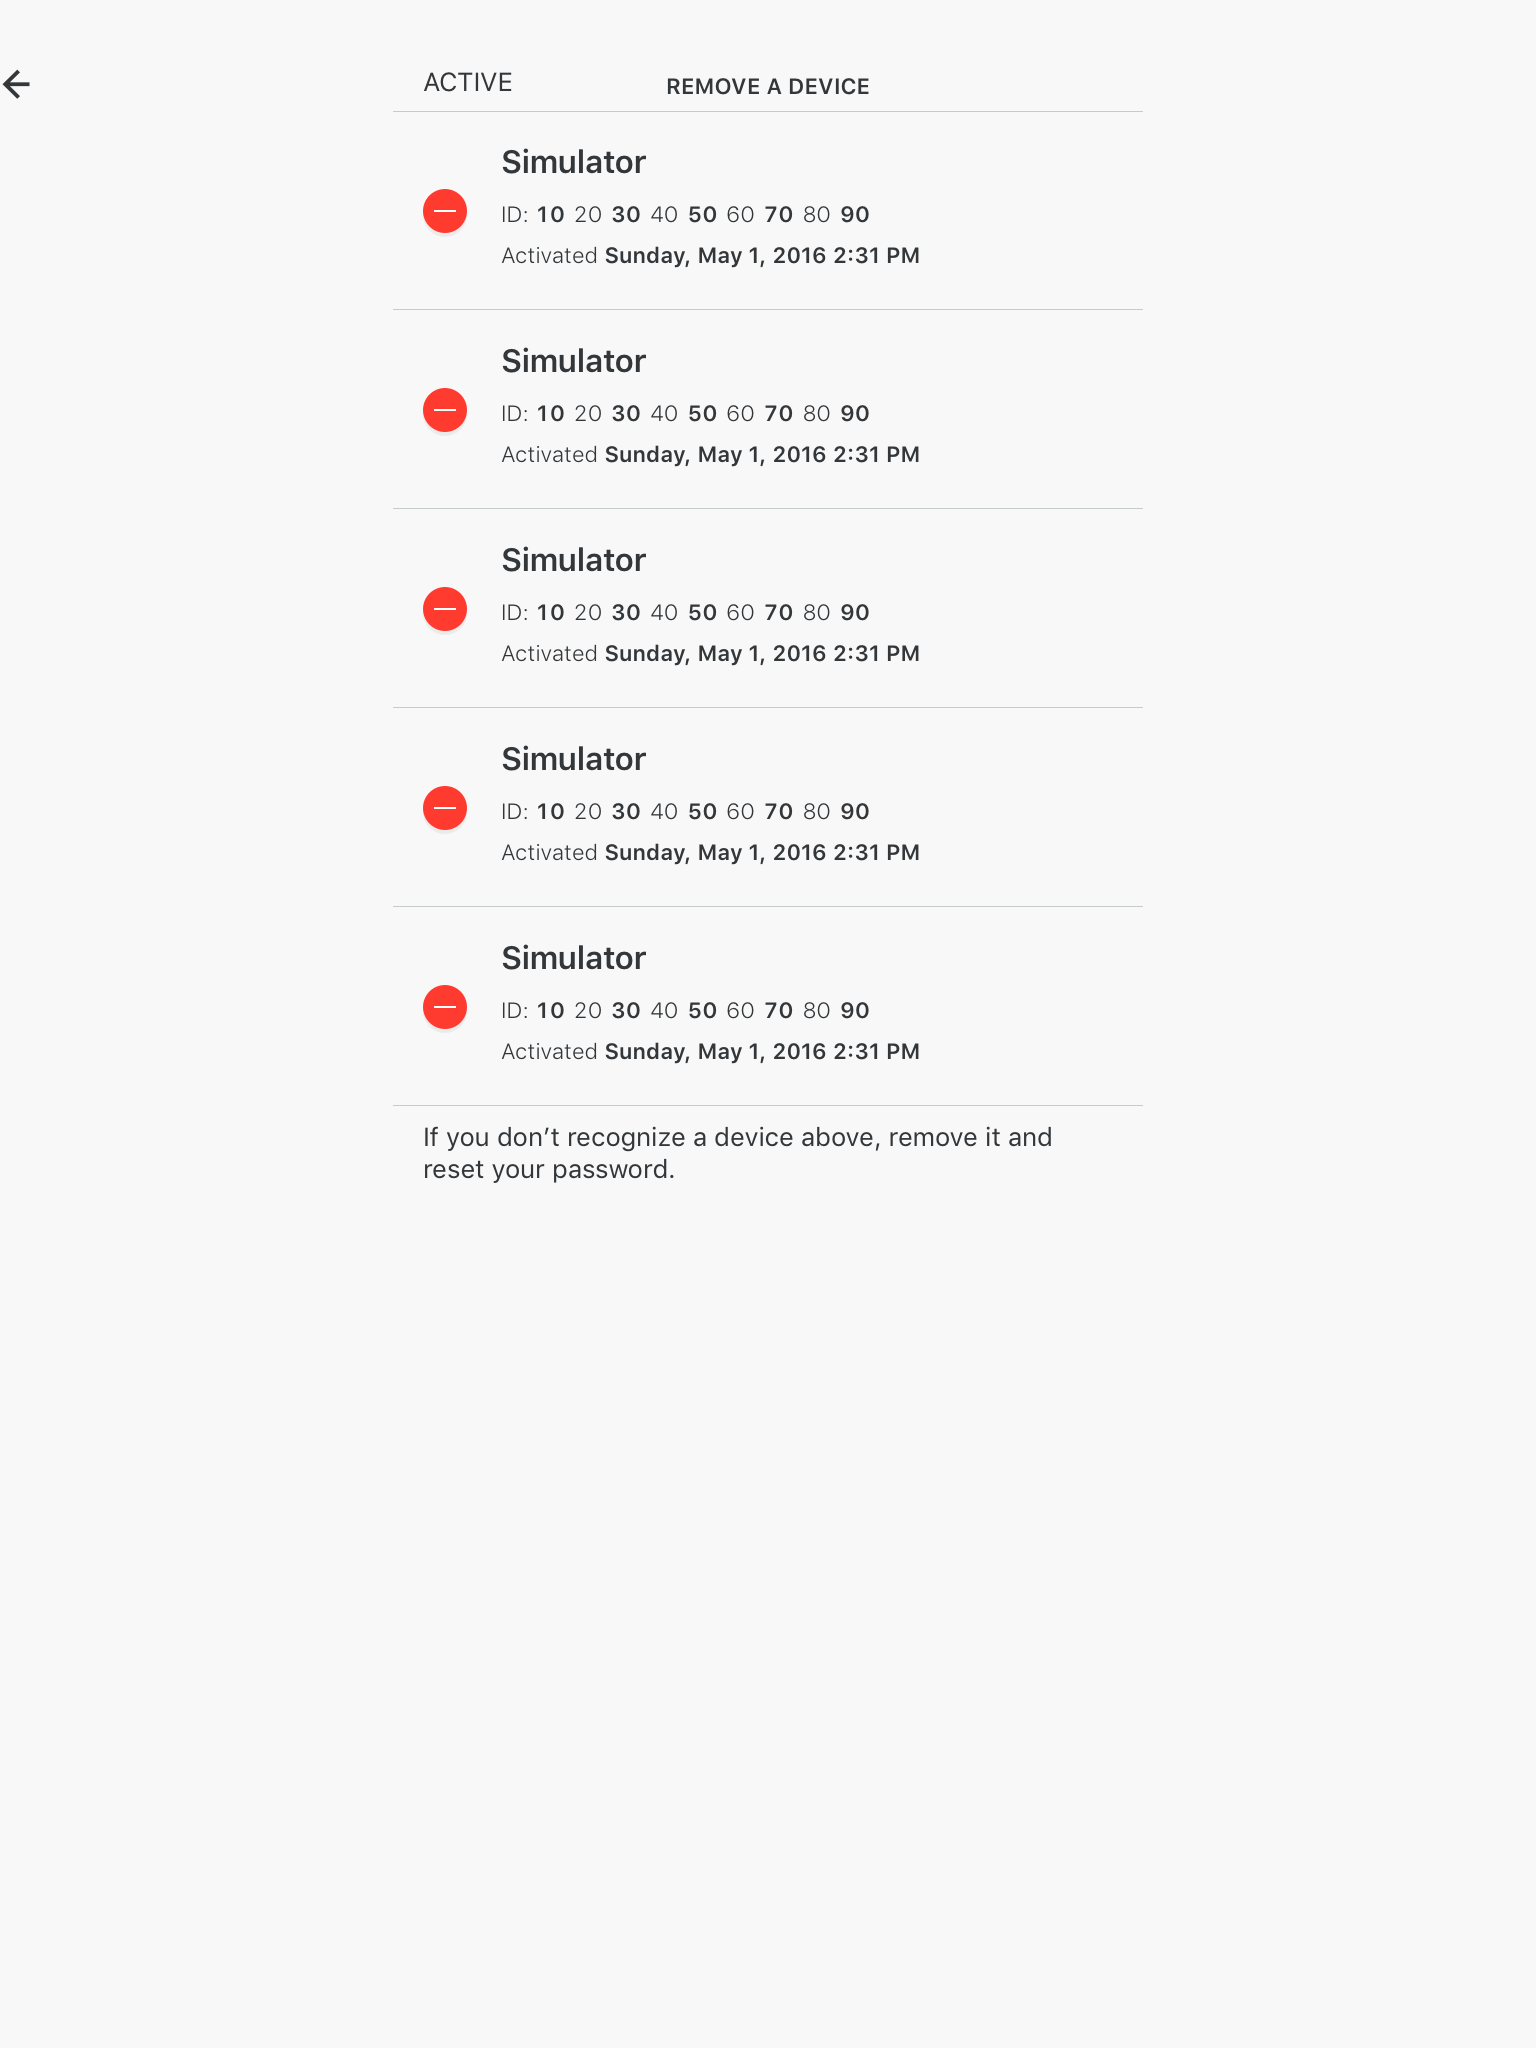 ACTIVE
REMOVE A DEVICE
Simulator
ID: 10 20 30 40 50 60 70 80 90
Activated Sunday, May 1, 2016 2:31 PM
Simulator
ID: 10 20 30 40 50 60 70 80 90
Activated Sunday, May 1, 2016 2:31 PM
Simulator
ID: 10 20 30 40 50 60 70 80 90
Activated Sunday, May 1, 2016 2:31 PM
Simulator
ID: 10 20 30 40 50 60 70 80 90
Activated Sunday, May 1, 2016 2:31 PM
Simulator
ID: 10 20 30 40 50 60 70 80 90
Activated Sunday, May 1, 2016 2:31 PM
If you don’t recognize a device above, remove it and
reset your password.